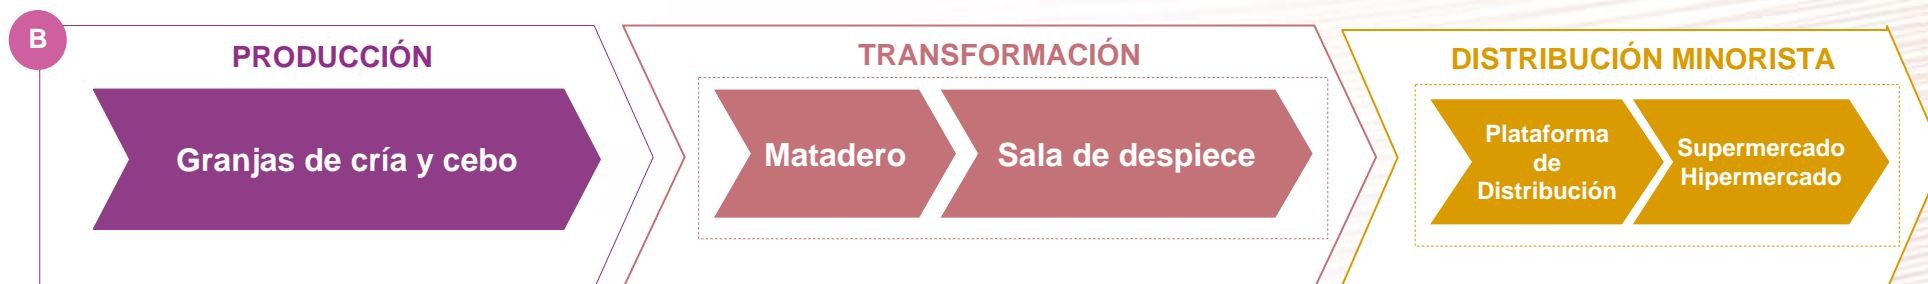 B
PRODUCCIÓN
Granjas de cría y cebo
TRANSFORMACIÓN
Matadero
Sala de despiece
DISTRIBUCIÓN MINORISTA
Plataforma
de
Distribución
Supermercado
Hipermercado